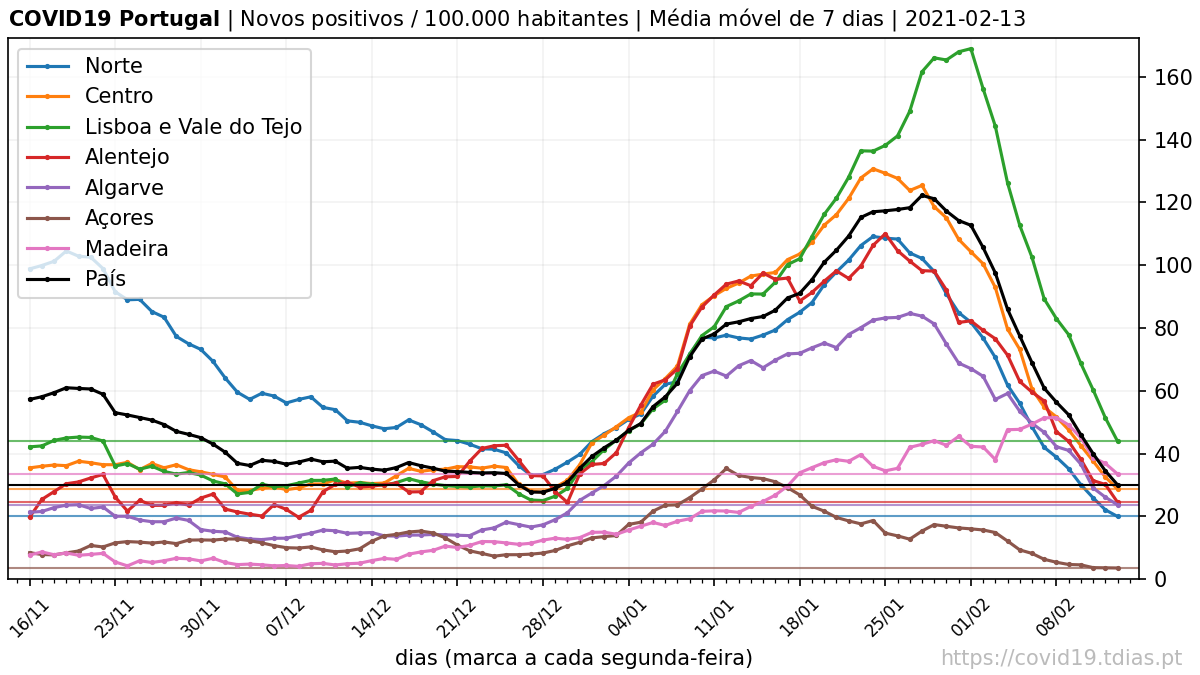 COVID19 Portugal | Novos positivos / 100.000 habitantes | Média móvel de 7 dias | 2021-02-13
Norte
Centro
Lisboa e Vale do Tejo
Alentejo
Algarve
Açores
Madeira
País
160
140
120
100
80
60
40
20
0
16/11
23/11
30/11
07/12
14/12
21/12
28/12
04/01
11/01
18/01
25/01
01/02
08/02
dias (marca a cada segunda-feira)
https://covid19.tdias.pt